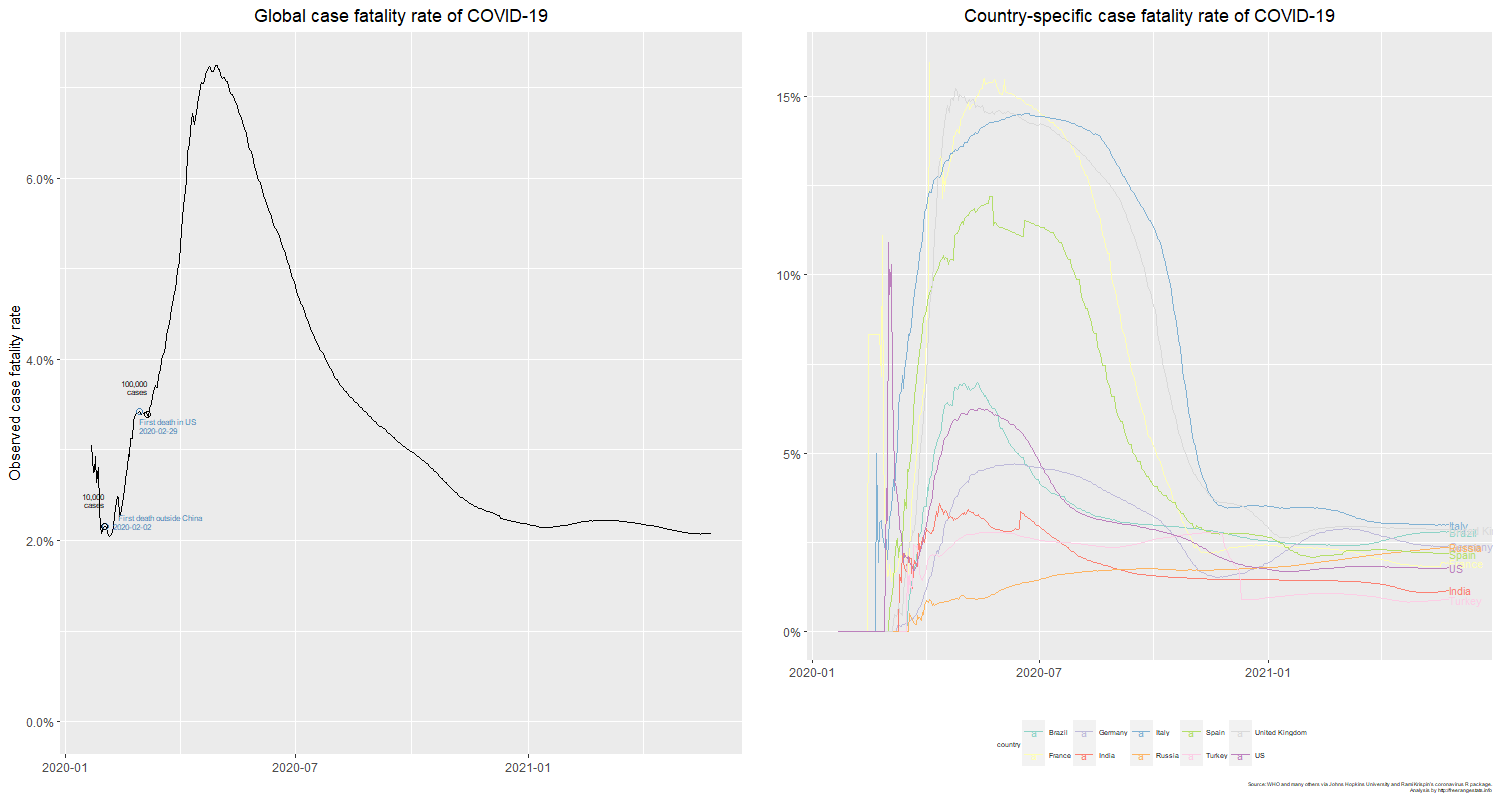 Global case fatality rate of COVID-19
Observed case fatality rate
6.0%
4.0%
2.0%
0.0%
100,000
cases
First death in US
2020-02-29
10,000
cases
First death outside China
2020-02-02
2020-01
2020-07
2021-01
Country-specific case fatality rate of COVID-19
15%
10%
5%
0%
Italy
Brazil
Germany
Russia
Spain
US
India
Turkey
2020-01
2020-07
2021-01
country
Brazil
Germany
Italy
Spain
United Kingdom
France
India
Russia
Turkey
US
Source: WHO and many others via Johns Hopkins University and Rami Krispin's coronavirus R package.
Analysis by http://freerangestats.info